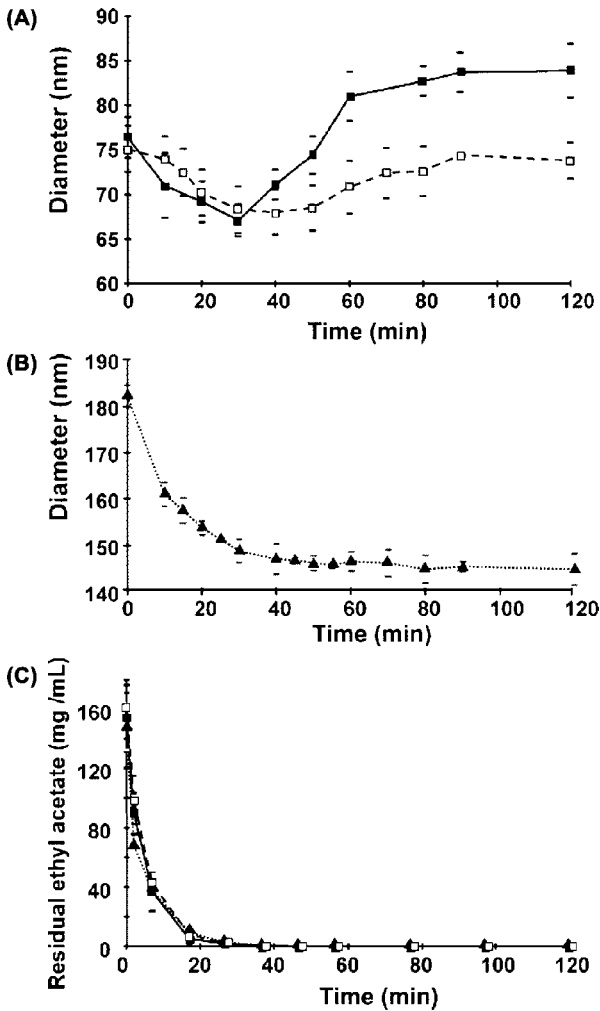 (A)
Diameter (nm)
90
85
80
75
70
65
60
0 20 40 60 80 100 120
Time (min)
(B)
Diameter (nm)
190
180
170
160
150
140
0 20 40 60 80 100 120
Time (min)
(C)
Residual ethyl acetate (mg /mL)
160
120
80
40
0
0 20 40 60 80 100 120
Time (min)